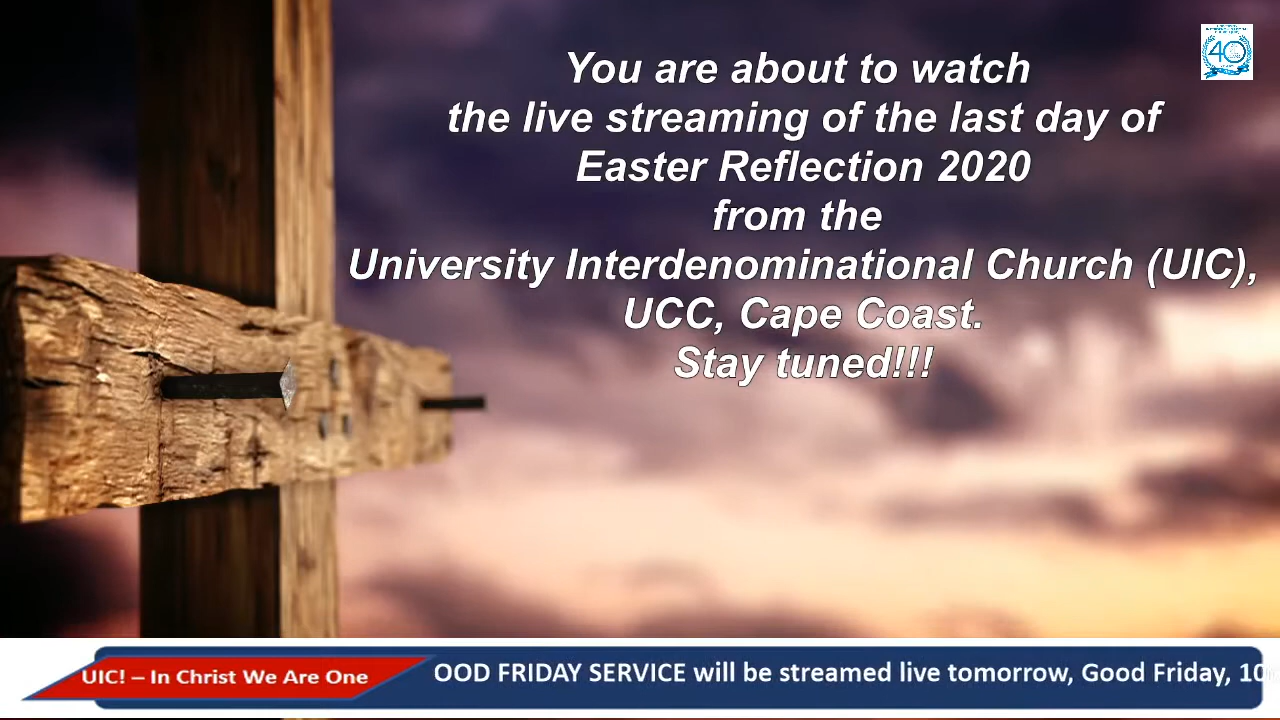 You are about to watch
the live streaming of the last day of
Easter Reflection 2020
from the
University Interdenominational Church (UIC),
UCC, Cape Coast.
Stay tuned!!!
40
UIC! – In Christ We Are One
OOD FRIDAY SERVICE will be streamed live tomorrow, Good Friday, 10